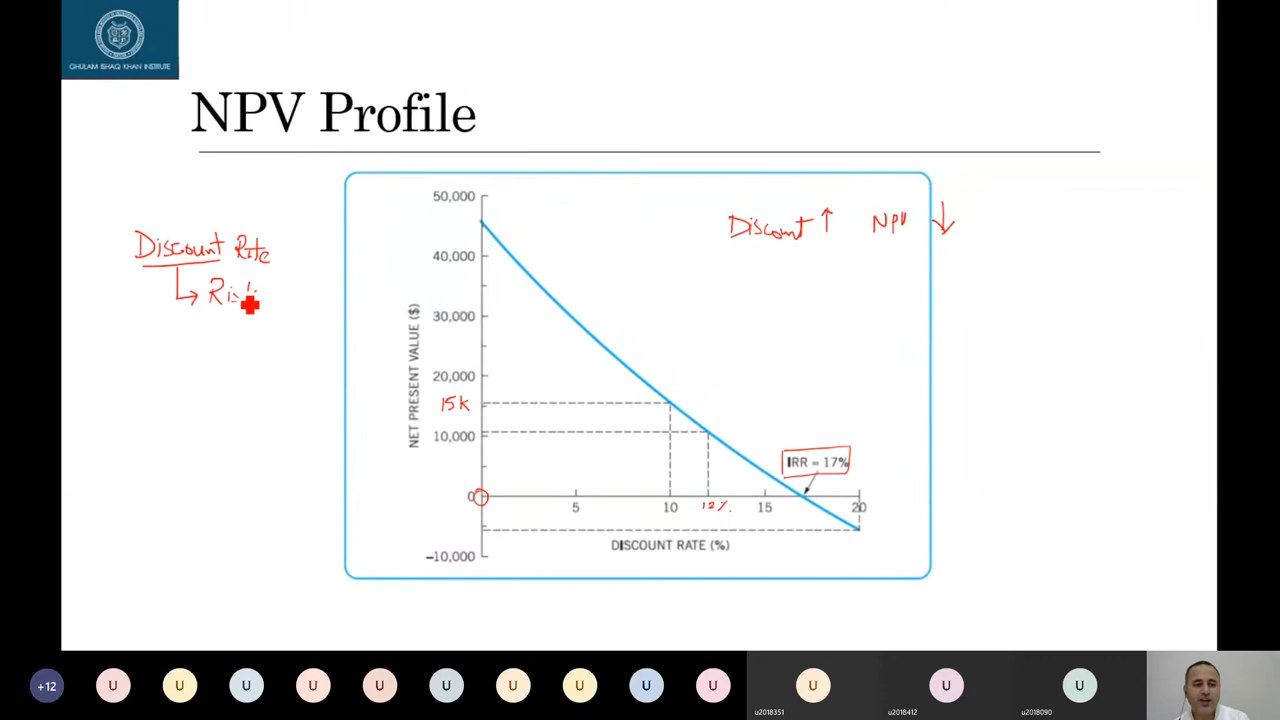 GHULAM ISHAQ KHAN INSTITUTE
NPV Profile
Discount Rate
Discount ↑ NPV ↓
50,000
40,000
30,000
20,000
15K
10,000
0
-10,000
NET PRESENT VALUE ($)
IRR = 17%
5
10
12%
15
20
DISCOUNT RATE (%)
+12
U
U
U
U
U
U
U
U
U
U
U
U
U
u2018351
u2018412
u2018090